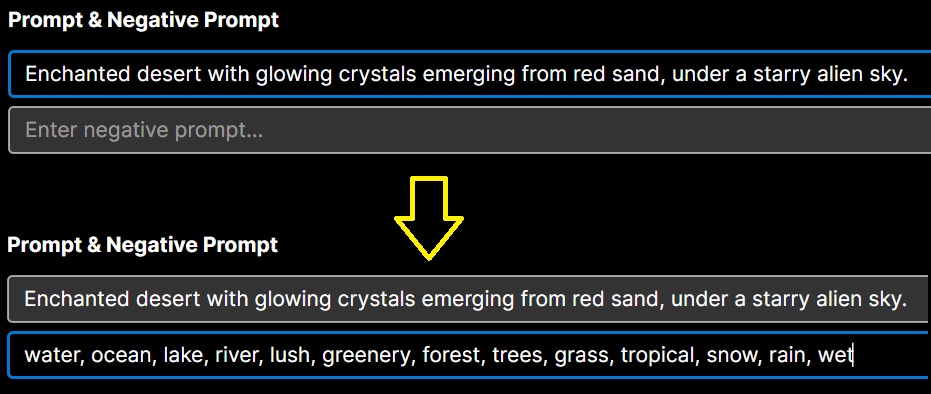 Prompt & Negative Prompt
Enchanted desert with glowing crystals emerging from red sand, under a starry alien sky.
Enter negative prompt...
Prompt & Negative Prompt
Enchanted desert with glowing crystals emerging from red sand, under a starry alien sky.
water, ocean, lake, river, lush, greenery, forest, trees, grass, tropical, snow, rain, wet